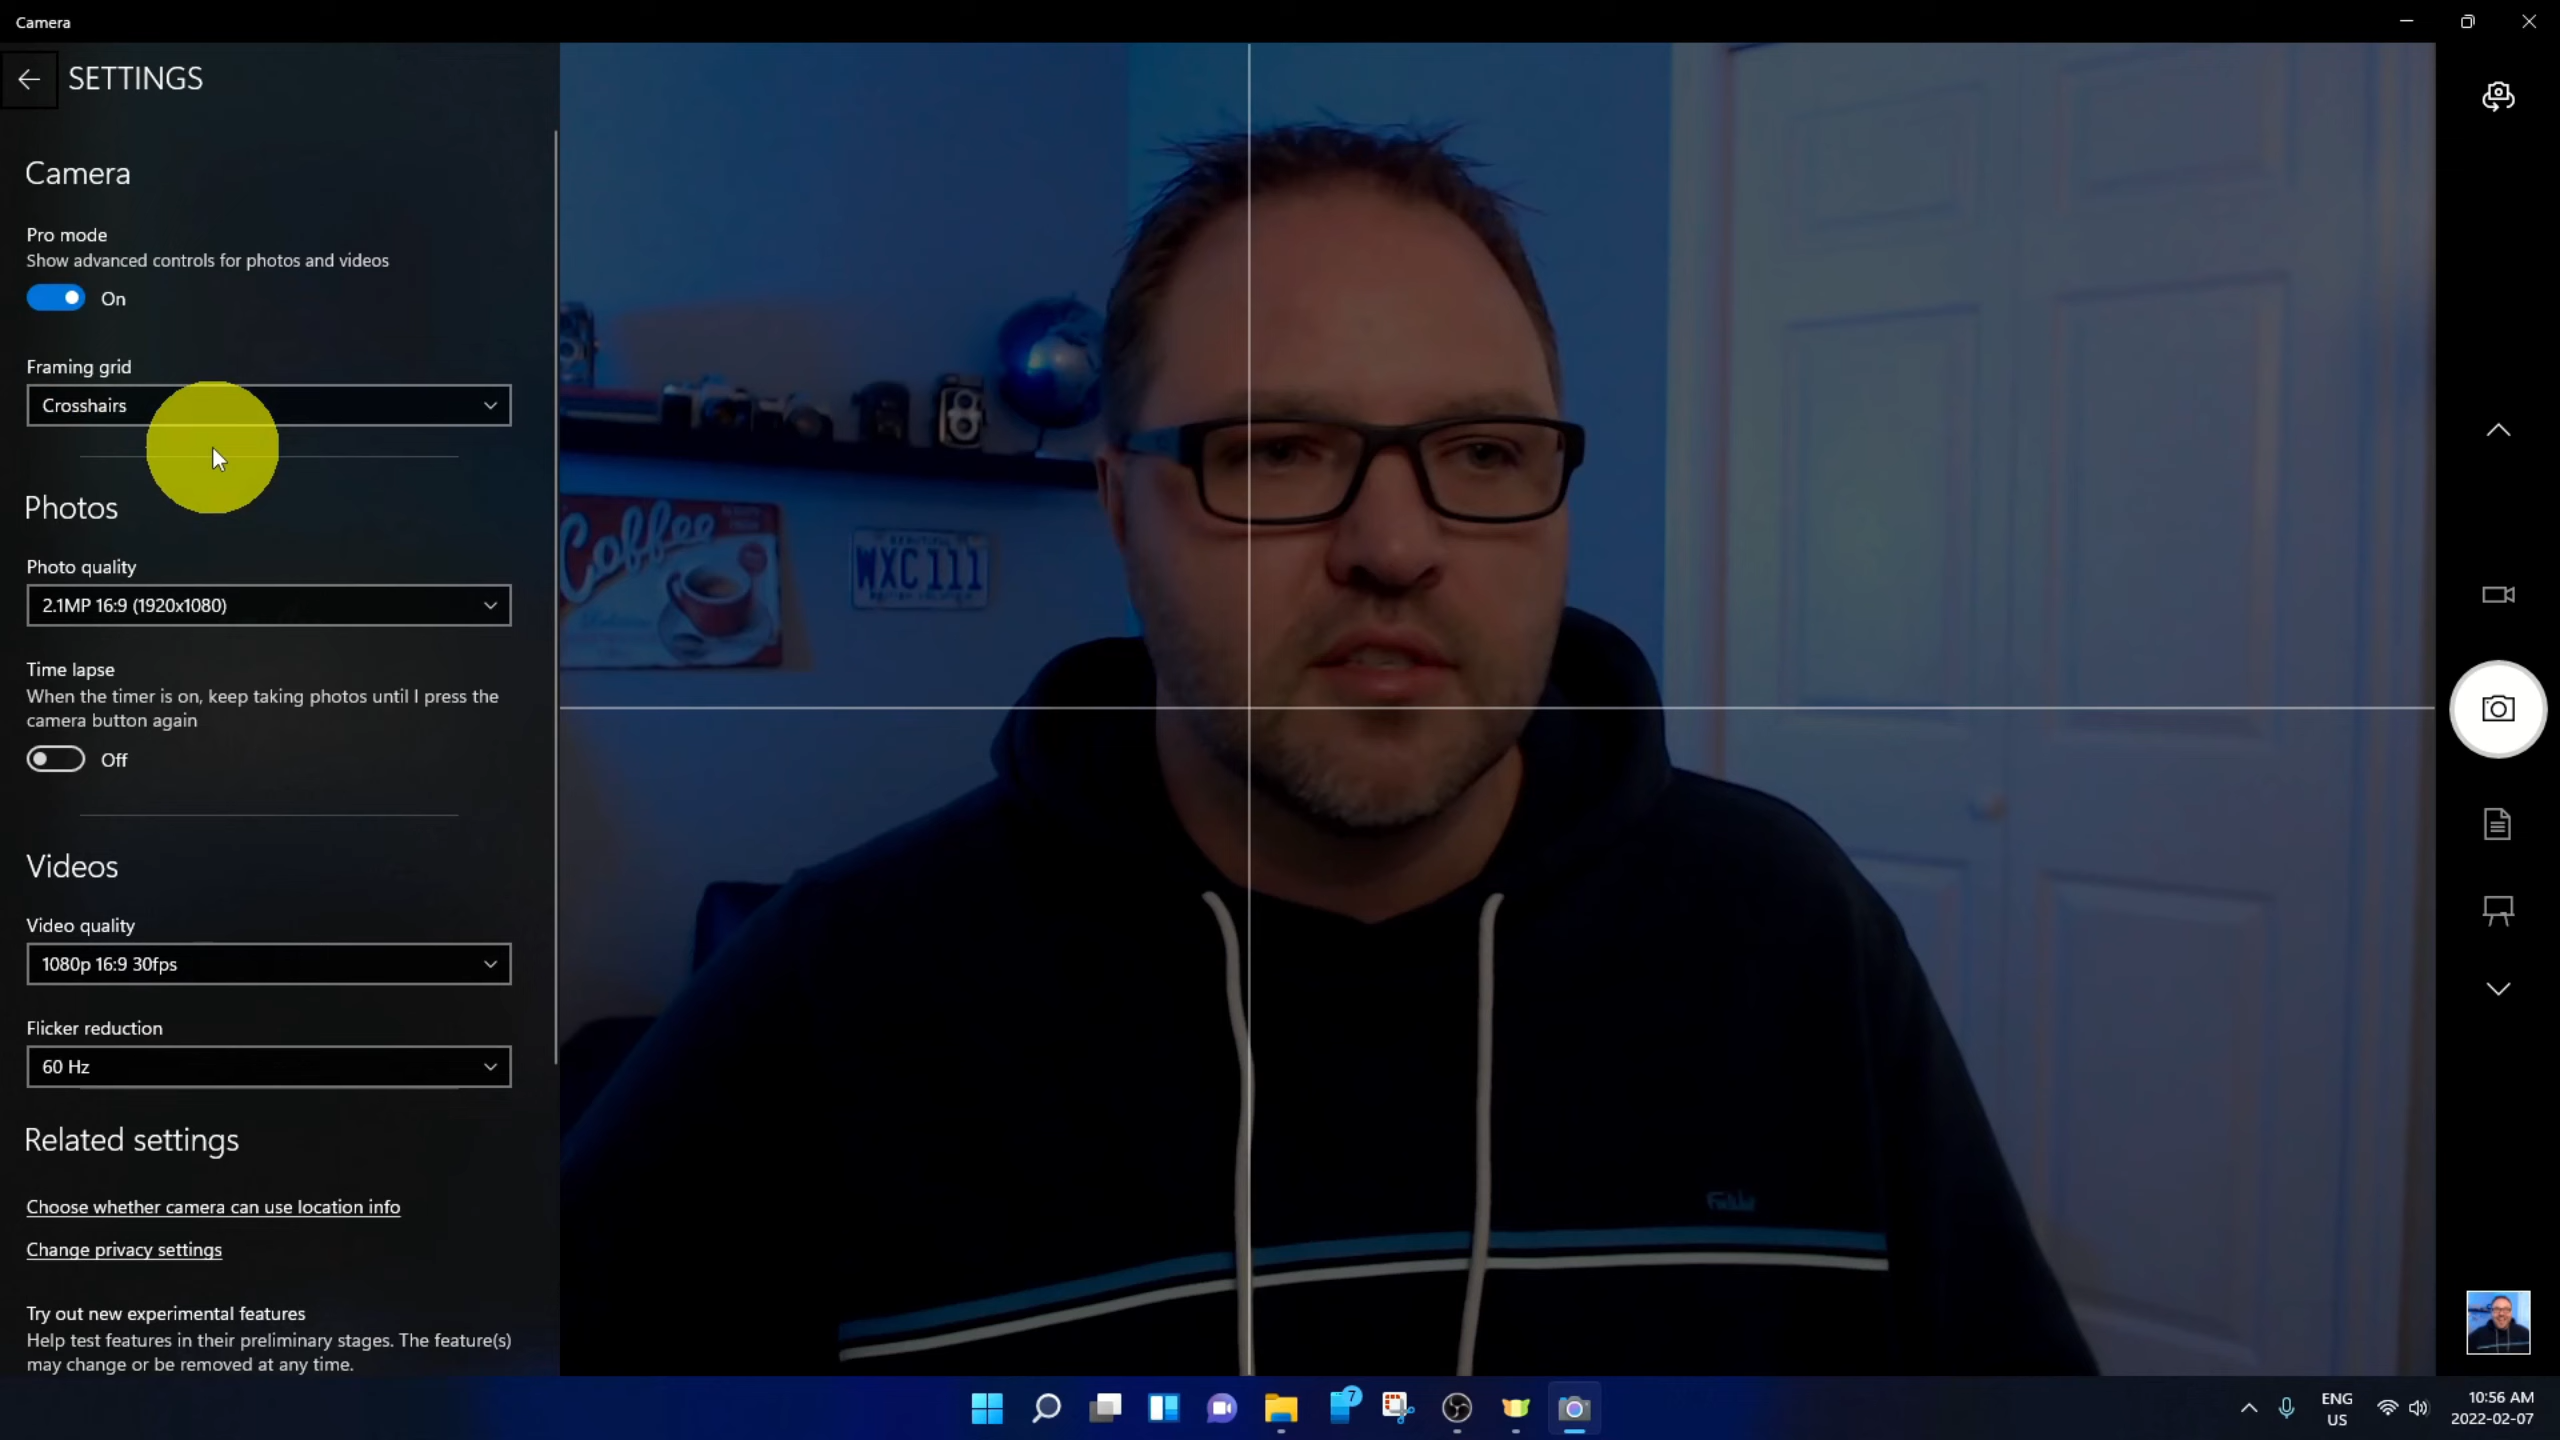 Camera
SETTINGS
Camera
Pro mode
Show advanced controls for photos and videos
On
Framing grid
Crosshairs
Photos
Photo quality
2.1MP 16:9 (1920x1080)
Time lapse
When the timer is on, keep taking photos until I press the
camera button again
Off
Videos
Video quality
1080p 16:9 30fps
Flicker reduction
60 Hz
Related settings
Choose whether camera can use location info
Change privacy settings
Try out new experimental features
Help test features in their preliminary stages. The feature(s)
may change or be removed at any time.
Coffee
WXC 111
7
ENG
US
10:56 AM
2022-02-07